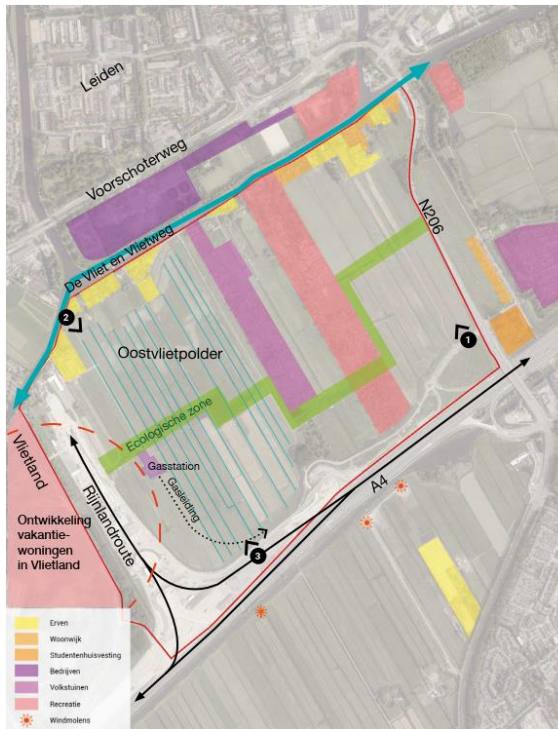 Leiden
Voorschoterweg
De Vliet en Vlietweg
N206
2
1
Oostvlietpolder
Ecologische zone
Vlietland
Gasstation
Gasleiding
A4
Rijnlandroute
3
Ontwikkeling
vakantie-
woningen
in Vlietland
Erven
Woonwijk
Studentenhuisvesting
Bedrijven
Volkstuinen
Recreatie
Windmolens